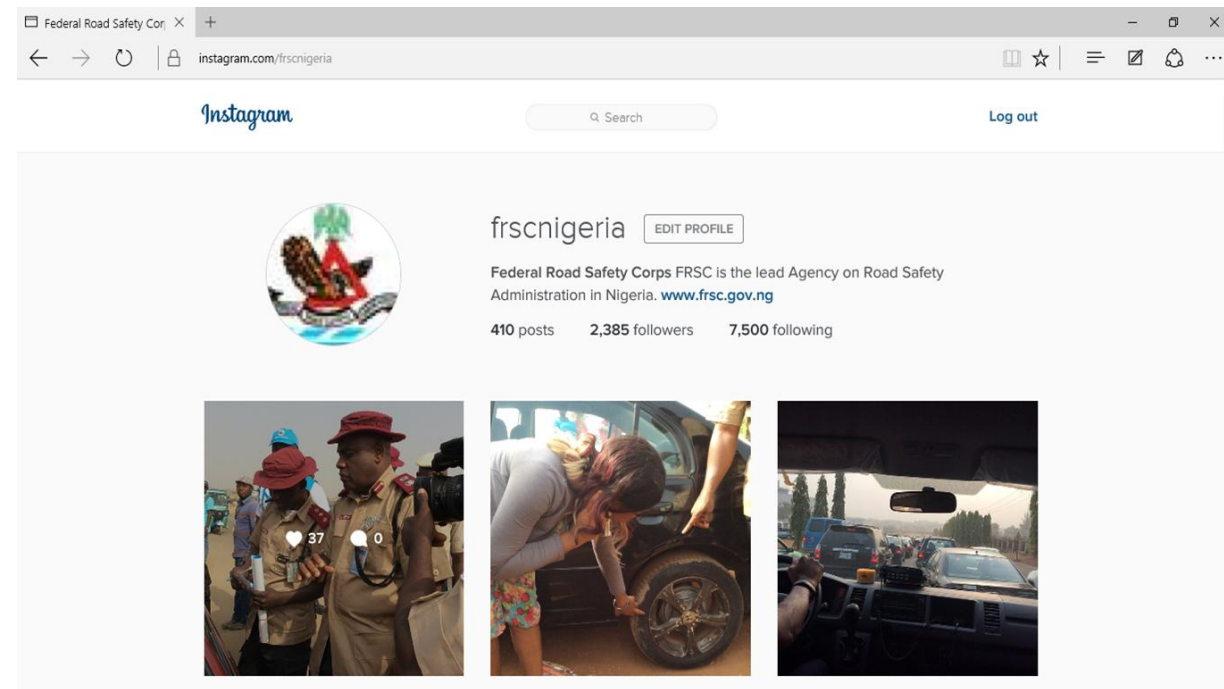 Federal Road Safety Cor
instagram.com/frscnigeria
Instagram
Search
Log out
frscnigeria
EDIT PROFILE
Federal Road Safety Corps FRSC is the lead Agency on Road Safety
Administration in Nigeria. www.frsc.gov.ng
410 posts 2,385 followers 7,500 following
37 0